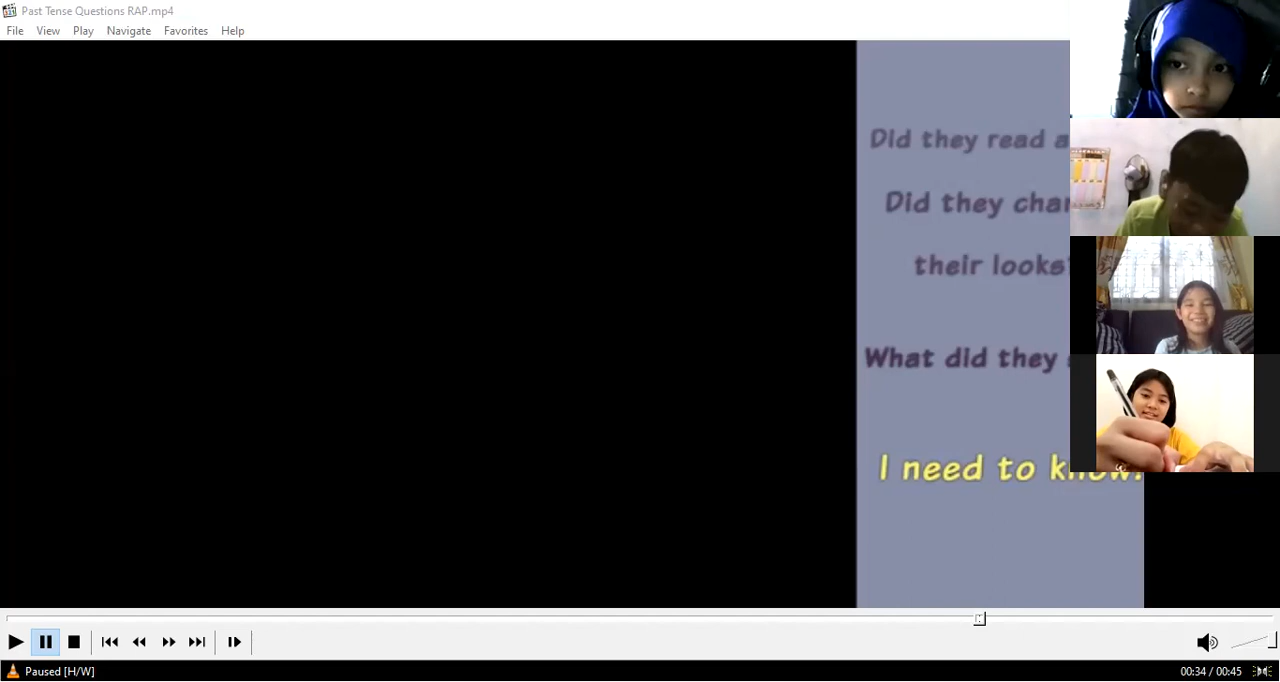 Past Tense Questions RAP.mp4
File View Play Navigate Favorites Help
Did they read
Did they
their looks
What did they
I need to know.
Paused [H/W]
00:34 / 00:45